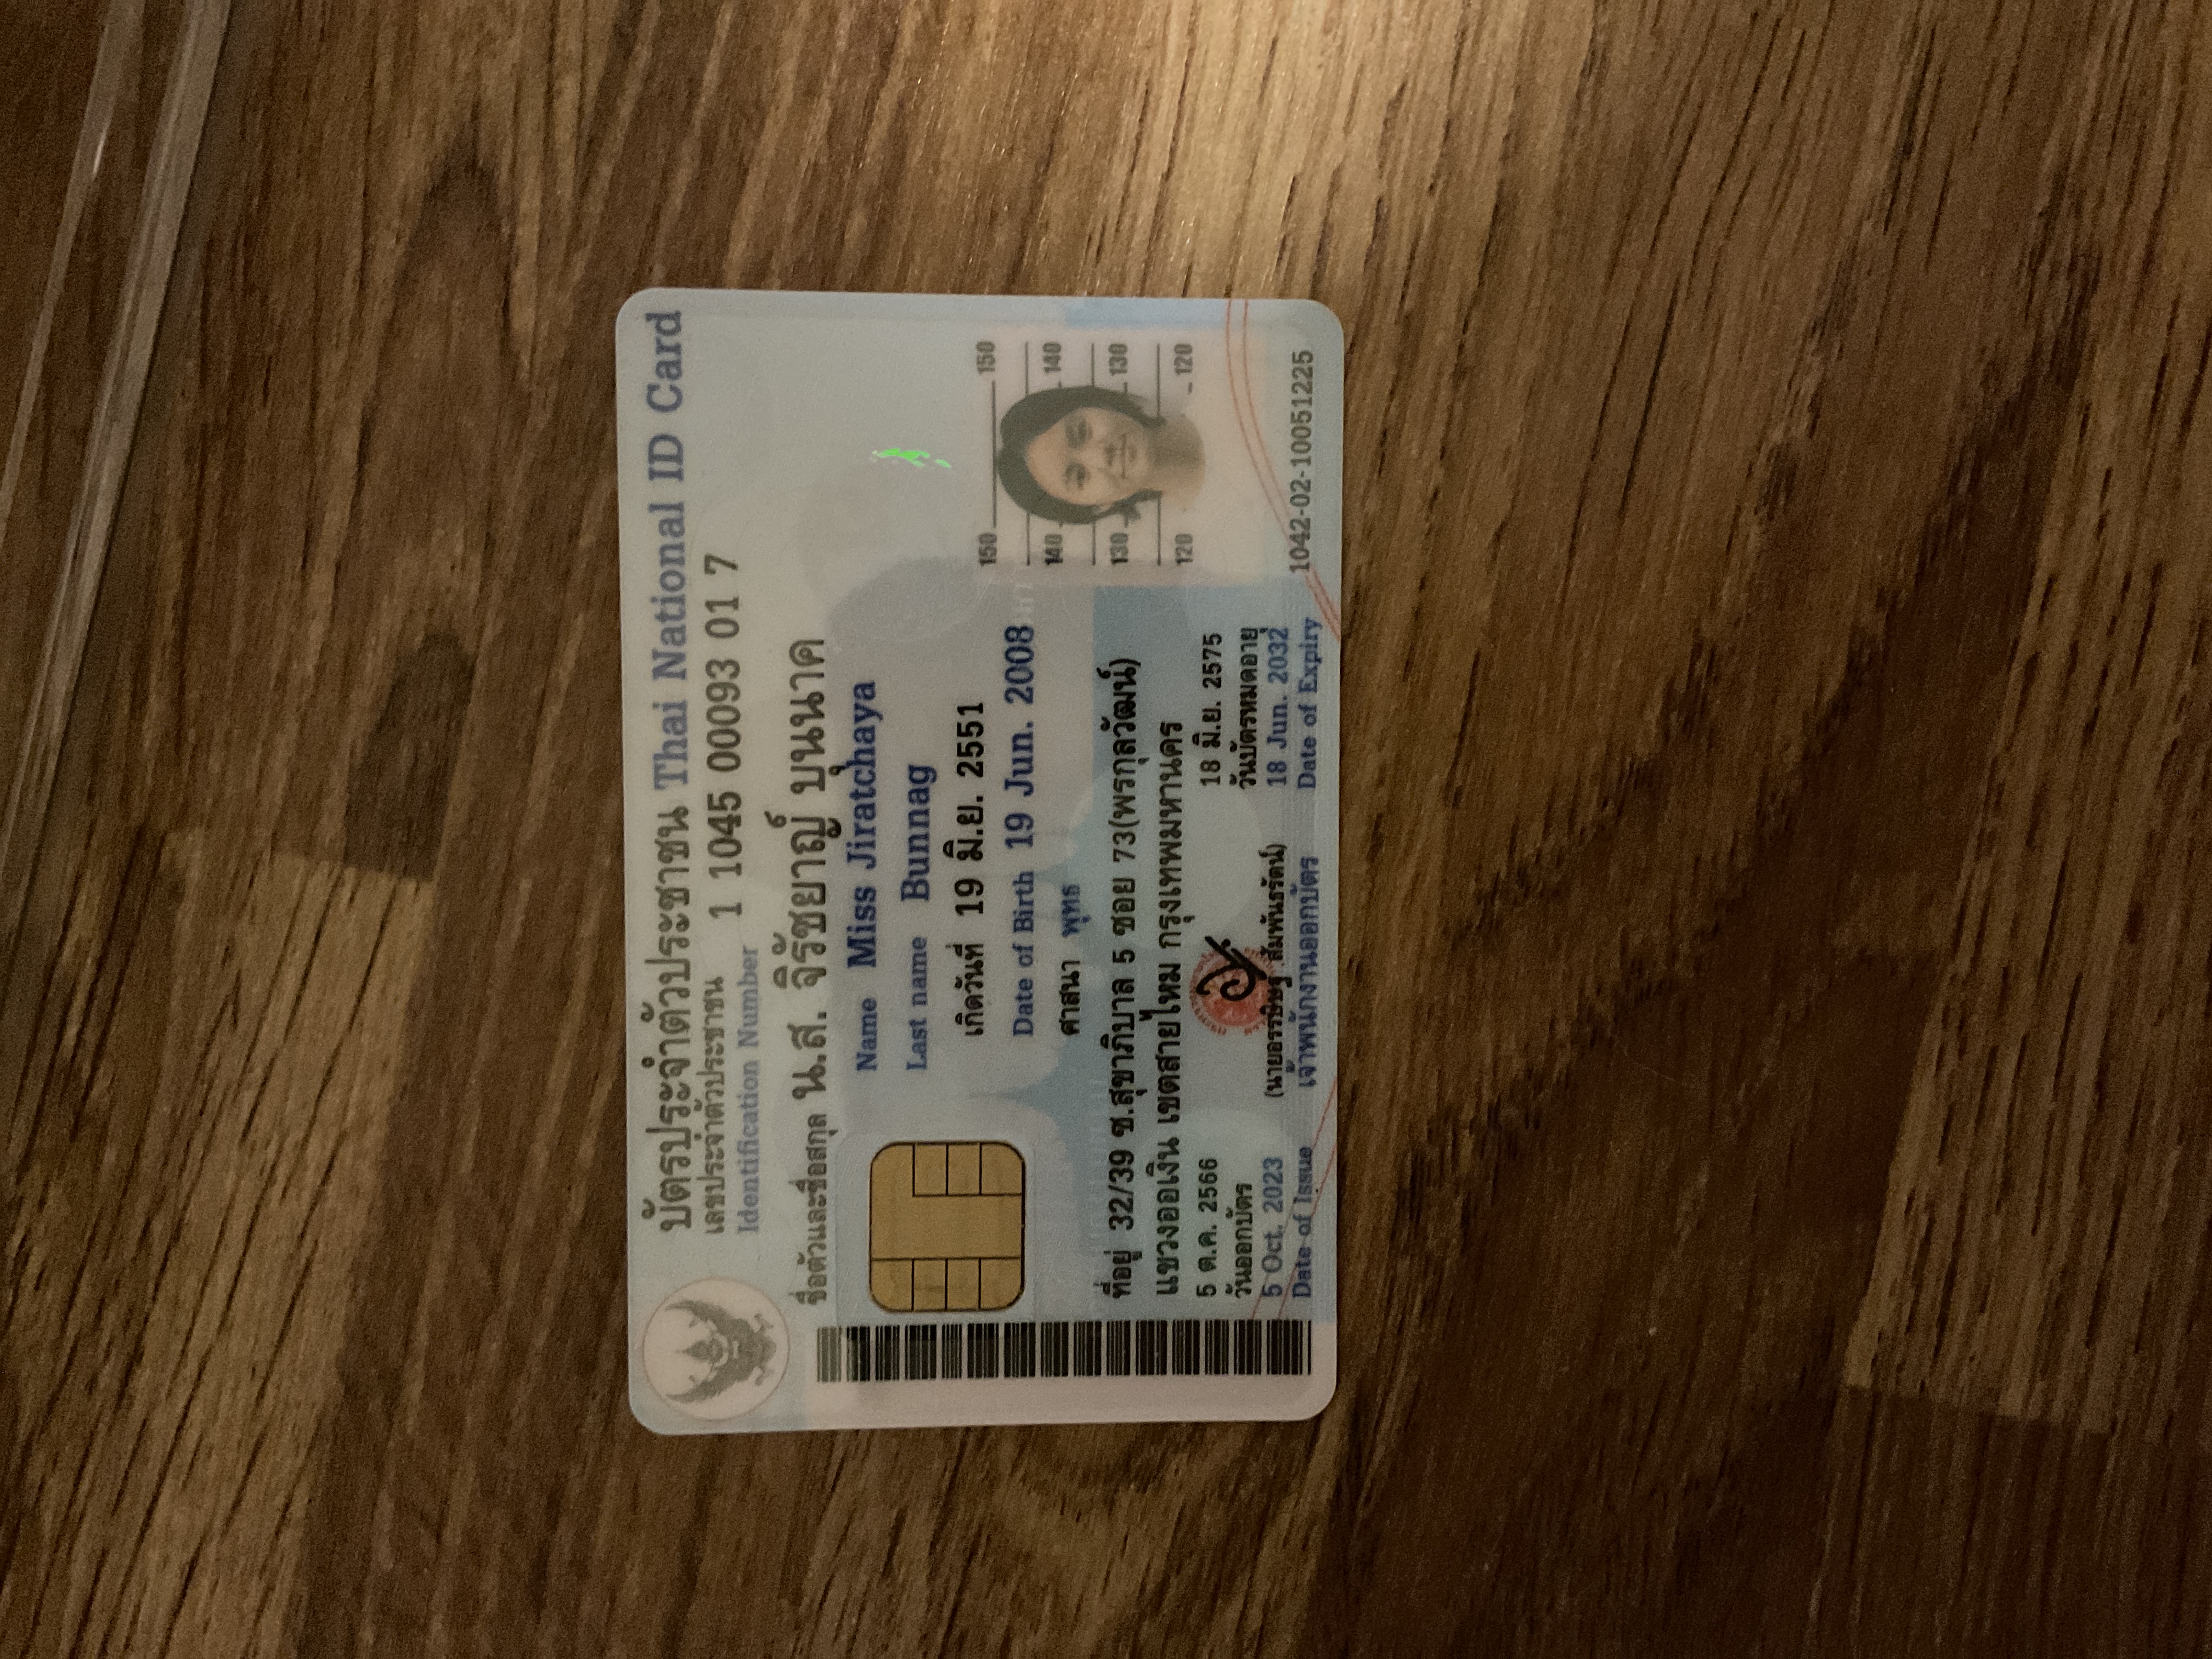 บัตรประจำตัวประชาชน Thai National ID Card
เลขประจำตัวประชาชน 1 1045 00093 01 7
Identification Number
ชื่อตัวและชื่อสกุล น.ส. จิรัชยาญ์ บุนนาค
Name Miss Jiratchaya
Last name Bunnag
เกิดวันที่ 19 มิ.ย. 2551
Date of Birth 19 Jun. 2008
ศาสนา พุทธ
150 150
140 140
130 130
120 120
ที่อยู่ 32/39 ซ.สุขาภิบาล 5 ซอย 73(พรกุลวัฒน์)
แขวงออเงิน เขตสายไหม กรุงเทพมหานคร
5 ต.ค. 2566
วันออกบัตร
5 Oct. 2023
Date of Issue
สัมพันธรัตน์)
เจ้าพนักงานออกบัตร
18 มิ.ย. 2575
วันบัตรหมดอายุ
18 Jun. 2032
Date of Expiry
1042-02-10051225